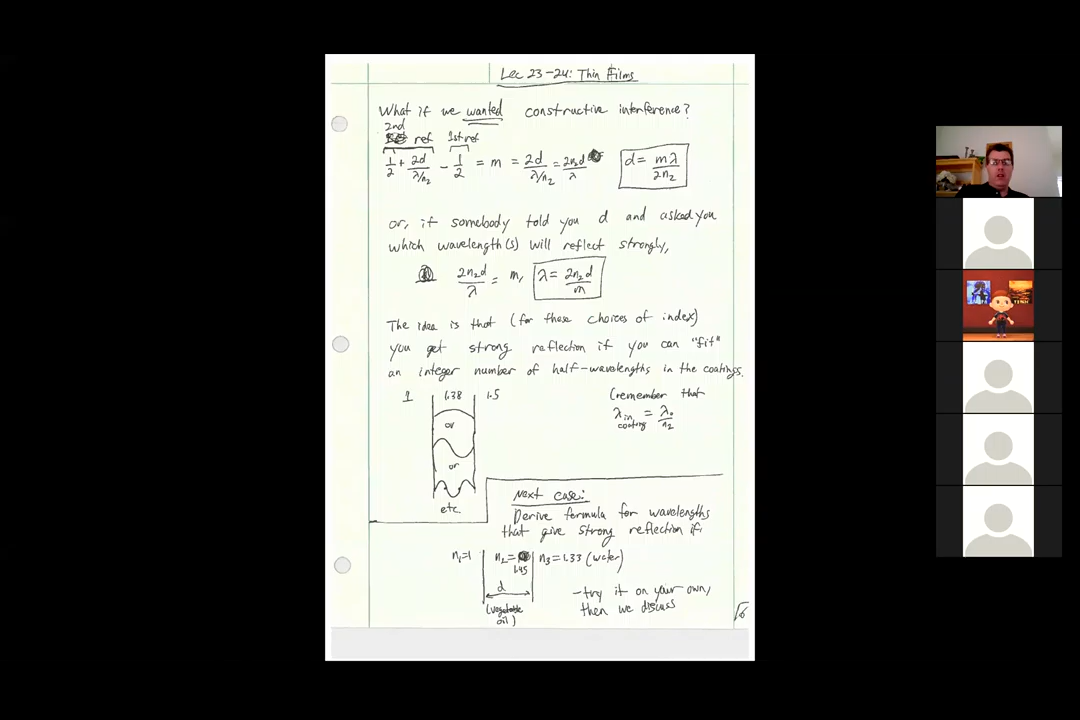 Lec 23-24: Thin Films
What if we wanted constructive interference?
2nd
ref 1st ref
1/2 + 2d/(λ/n₂) - 1/2 = m = 2d/(λ/n₂) = 2n₂d/λ d = mλ/2n₂
or, if somebody told you d and asked you
which wavelength(s) will reflect strongly,
2n₂d/λ = m, λ = 2n₂d/m
The idea is that (for these choices of index)
you get strong reflection if you can "fit"
an integer number of half-wavelengths in the coatings.
1 1.38 1.5
(remember that
λ in coating = λ₀/n₂
or
or
etc.
Next case:
Derive formula for wavelengths
that give strong reflection if:
n₁=1 n₂= 1.45 n₃=1.33 (water)
d
(vegetable
oil)
-try it on your own,
then we discuss